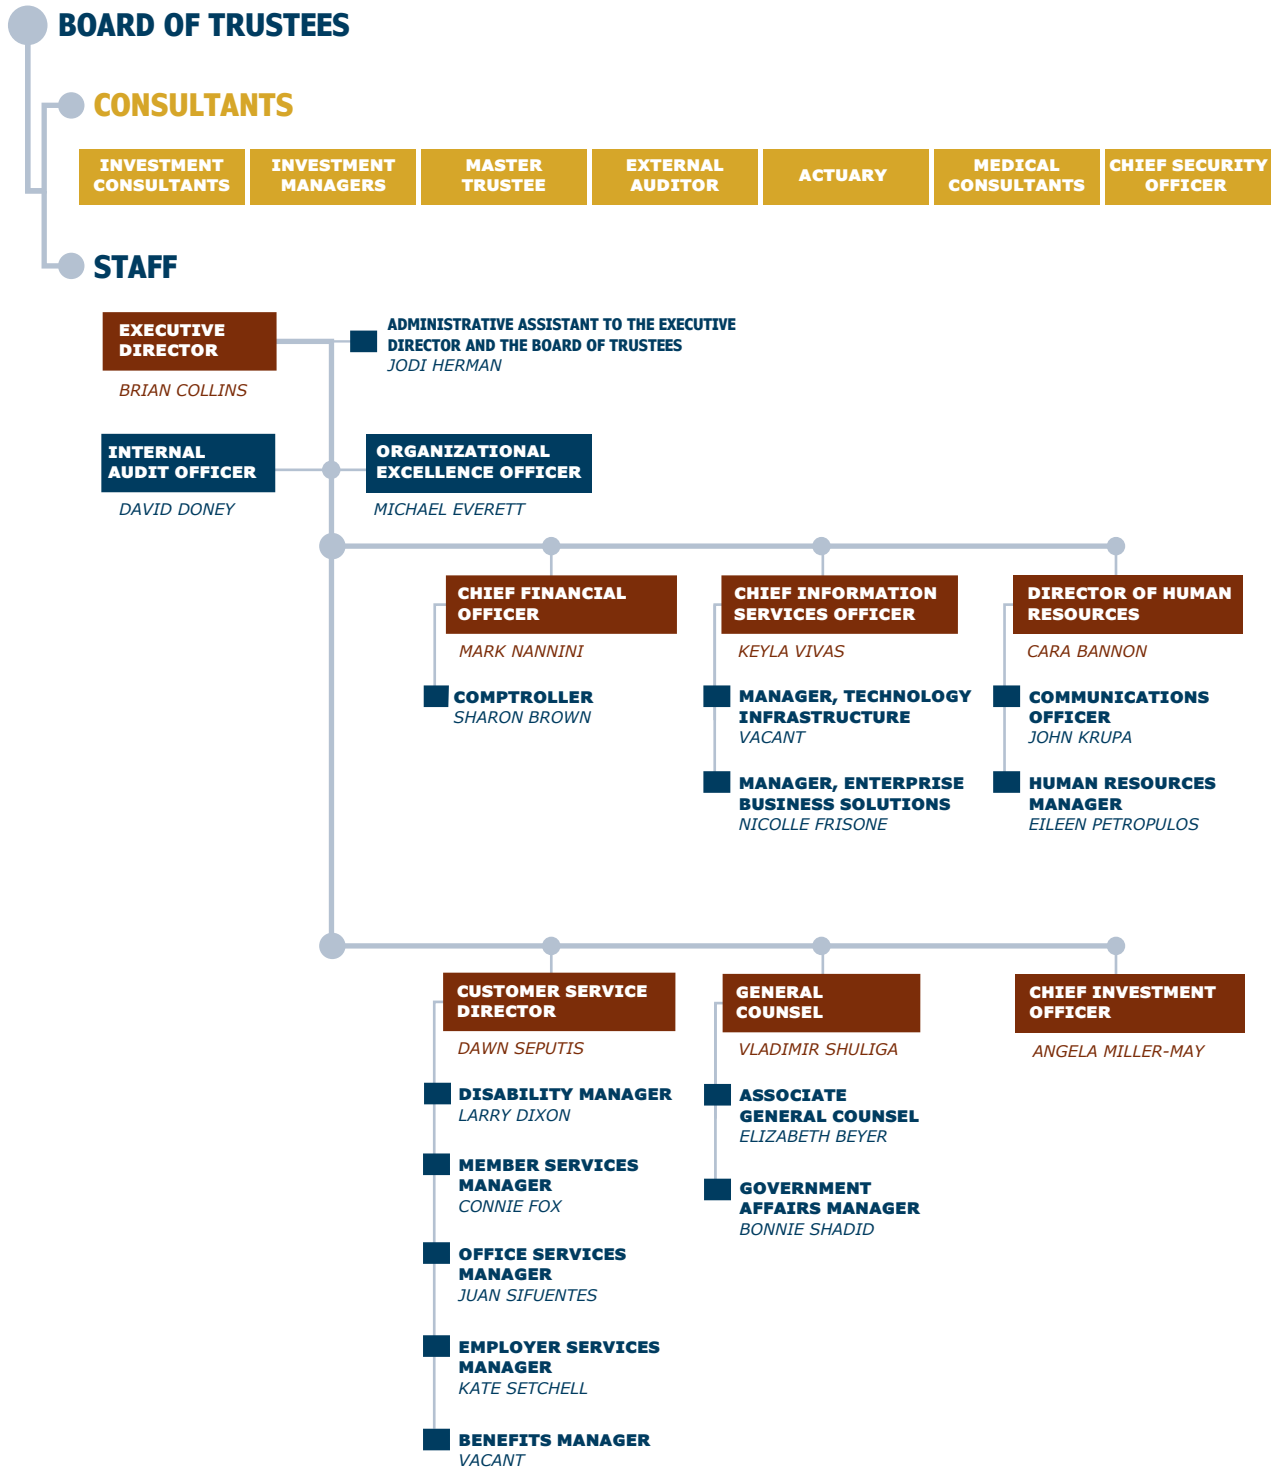 BOARD OF TRUSTEES
CONSULTANTS
INVESTMENT
CONSULTANTS
INVESTMENT
MANAGERS
MASTER
TRUSTEE
EXTERNAL
AUDITOR
ACTUARY
MEDICAL
CONSULTANTS
CHIEF SECURITY
OFFICER
STAFF
EXECUTIVE
DIRECTOR
BRIAN COLLINS
ADMINISTRATIVE ASSISTANT TO THE EXECUTIVE
DIRECTOR AND THE BOARD OF TRUSTEES
JODI HERMAN
INTERNAL
AUDIT OFFICER
DAVID DONEY
ORGANIZATIONAL
EXCELLENCE OFFICER
MICHAEL EVERETT
CHIEF FINANCIAL
OFFICER
MARK NANNINI
COMPTROLLER
SHARON BROWN
CHIEF INFORMATION
SERVICES OFFICER
KEYLA VIVAS
MANAGER, TECHNOLOGY
INFRASTRUCTURE
VACANT
MANAGER, ENTERPRISE
BUSINESS SOLUTIONS
NICOLLE FRISONE
DIRECTOR OF HUMAN
RESOURCES
CARA BANNON
COMMUNICATIONS
OFFICER
JOHN KRUPA
HUMAN RESOURCES
MANAGER
EILEEN PETROPULOS
CUSTOMER SERVICE
DIRECTOR
DAWN SEPUTIS
DISABILITY MANAGER
LARRY DIXON
MEMBER SERVICES
MANAGER
CONNIE FOX
OFFICE SERVICES
MANAGER
JUAN SIFUENTES
EMPLOYER SERVICES
MANAGER
KATE SETCHELL
BENEFITS MANAGER
VACANT
GENERAL
COUNSEL
VLADIMIR SHULIGA
ASSOCIATE
GENERAL COUNSEL
ELIZABETH BEYER
GOVERNMENT
AFFAIRS MANAGER
BONNIE SHADID
CHIEF INVESTMENT
OFFICER
ANGELA MILLER-MAY